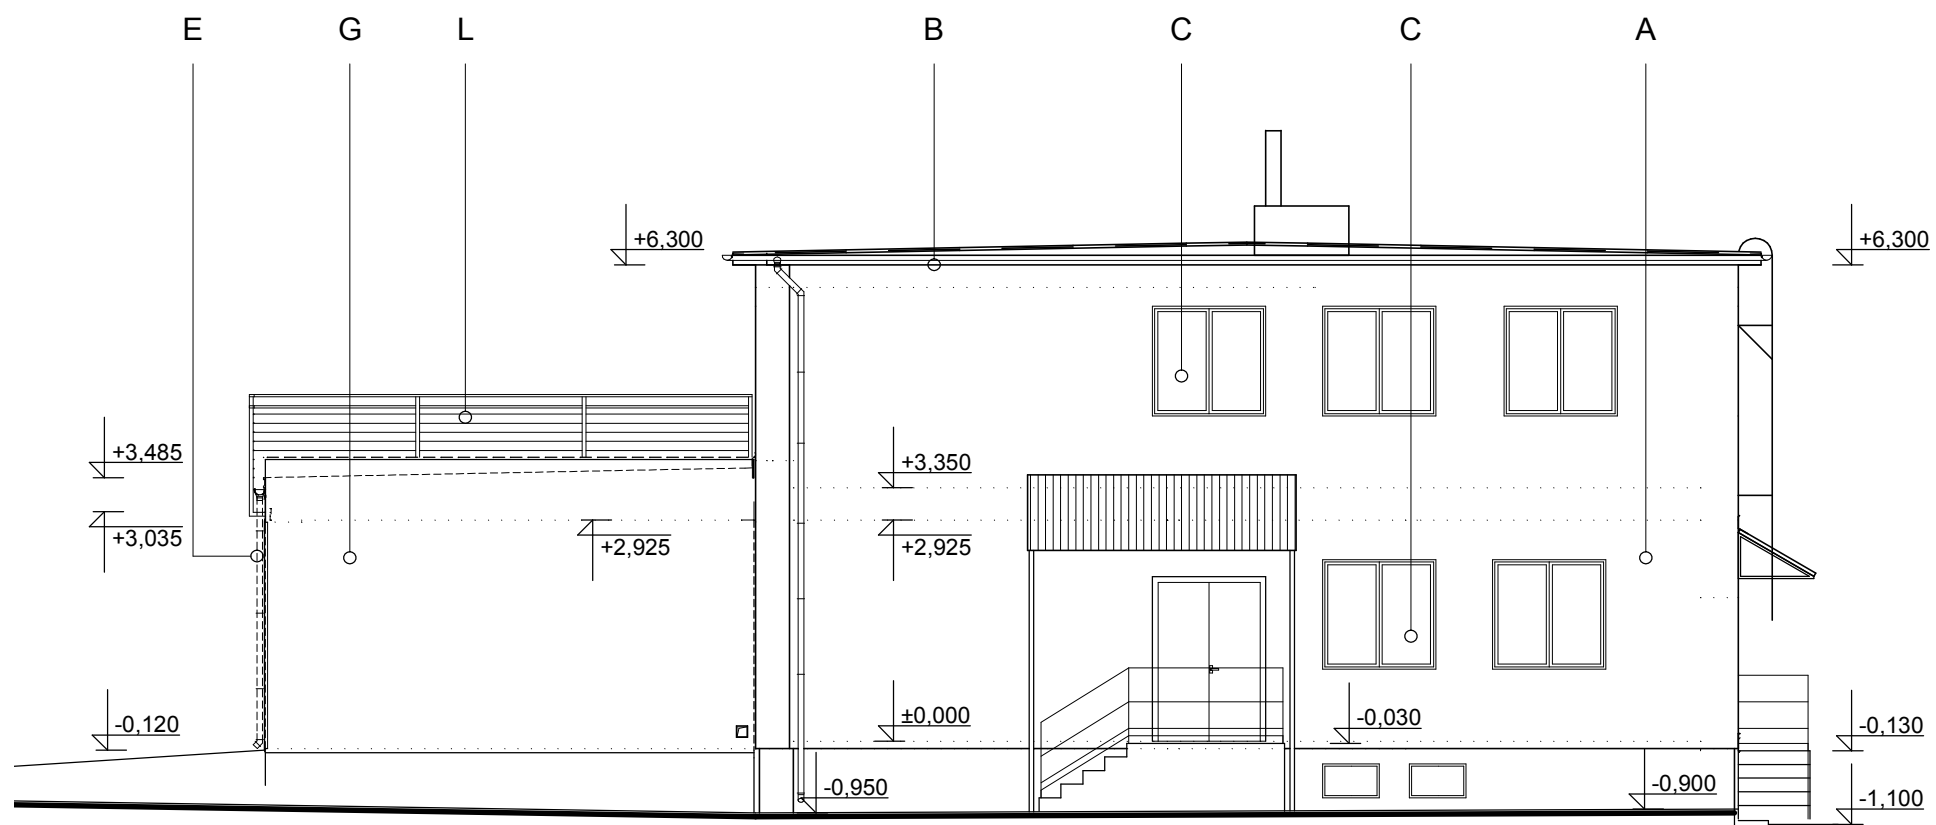 E G L B C C A
+6,300 +6,300
+3,485 +3,350
+3,035 +2,925 +2,925
-0,120 ±0,000 -0,030 -0,130
-0,950 -0,900 -1,100